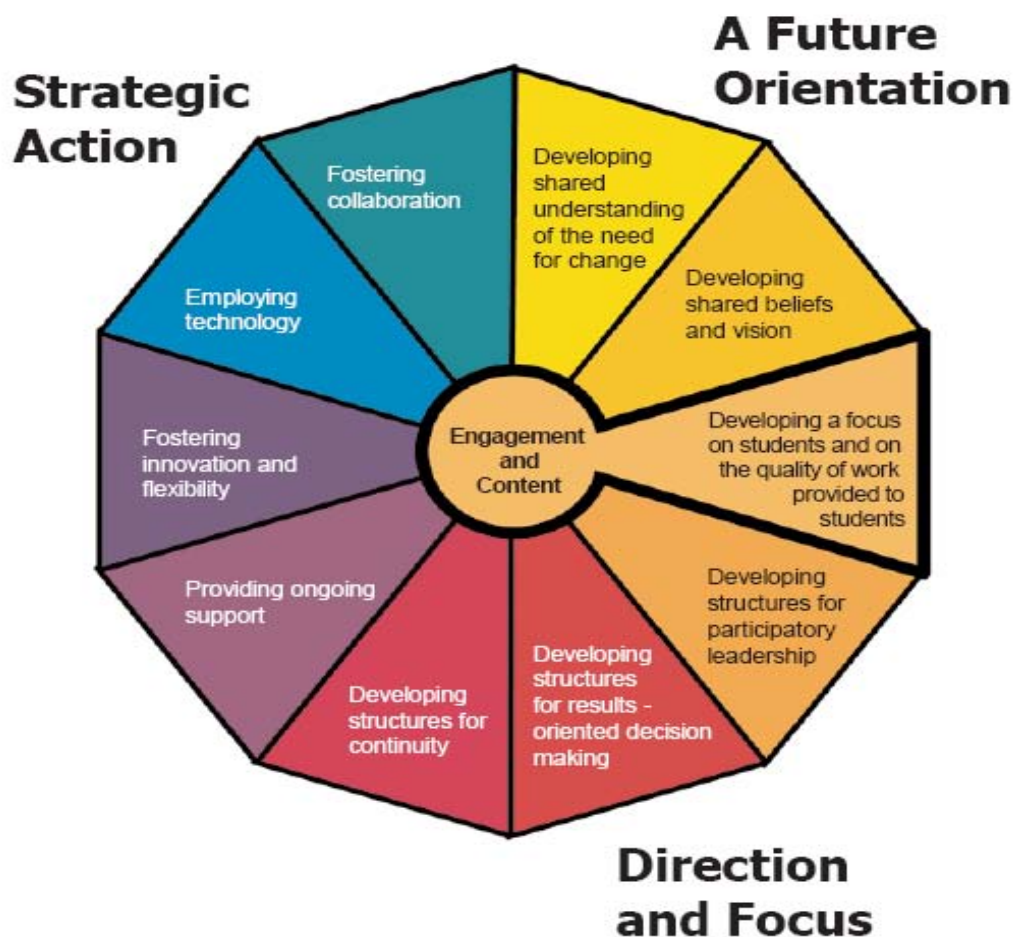 A Future
Orientation
Strategic
Action
Fostering
collaboration
Developing
shared
understanding
of the need
for change
Developing
shared beliefs
and vision
Employing
technology
Engagement
and
Content
Developing a focus
on students and on
the quality of work
provided to
students
Fostering
innovation and
flexibility
Developing
structures for
participatory
leadership
Providing ongoing
support
Developing
structures
for results -
oriented decision
making
Developing
structures for
continuity
Direction
and Focus